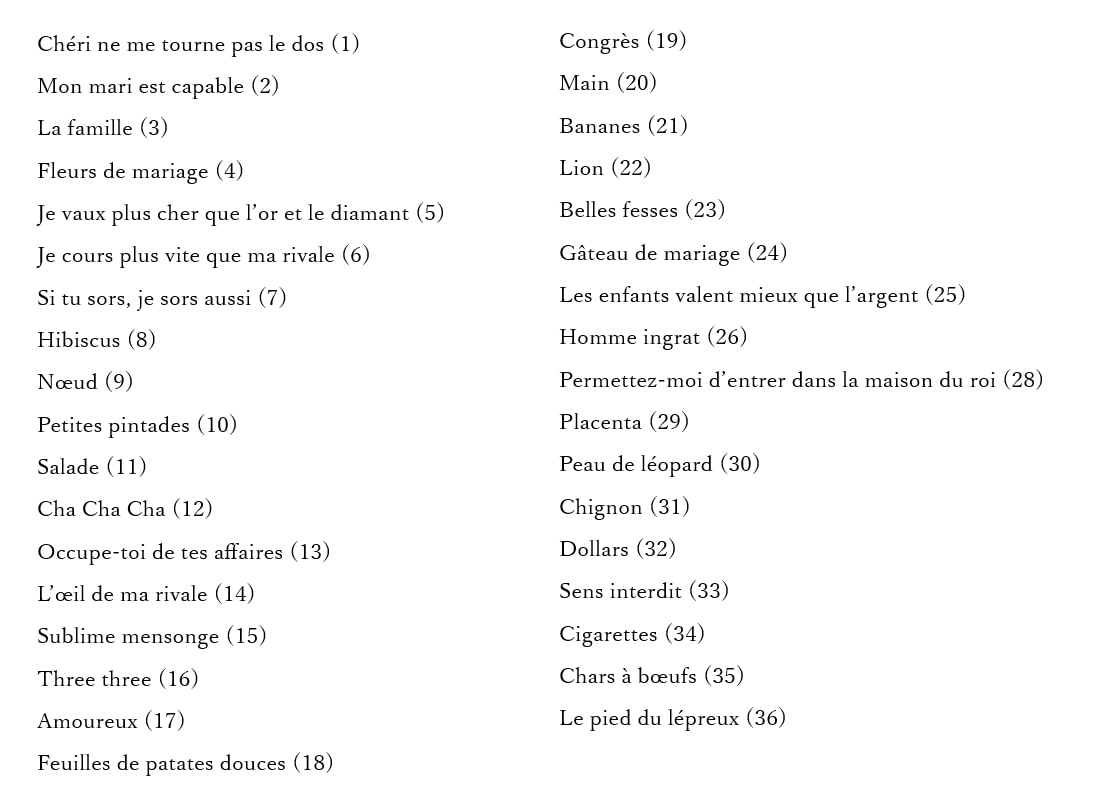 Chéri ne me tourne pas le dos (1)
Mon mari est capable (2)
La famille (3)
Fleurs de mariage (4)
Je vaux plus cher que l’or et le diamant (5)
Je cours plus vite que ma rivale (6)
Si tu sors, je sors aussi (7)
Hibiscus (8)
Nœud (9)
Petites pintades (10)
Salade (11)
Cha Cha Cha (12)
Occupe-toi de tes affaires (13)
L’œil de ma rivale (14)
Sublime mensonge (15)
Three three (16)
Amoureux (17)
Feuilles de patates douces (18)
Congrès (19)
Main (20)
Bananes (21)
Lion (22)
Belles fesses (23)
Gâteau de mariage (24)
Les enfants valent mieux que l’argent (25)
Homme ingrat (26)
Permettez-moi d’entrer dans la maison du roi (28)
Placenta (29)
Peau de léopard (30)
Chignon (31)
Dollars (32)
Sens interdit (33)
Cigarettes (34)
Chars à bœufs (35)
Le pied du lépreux (36)